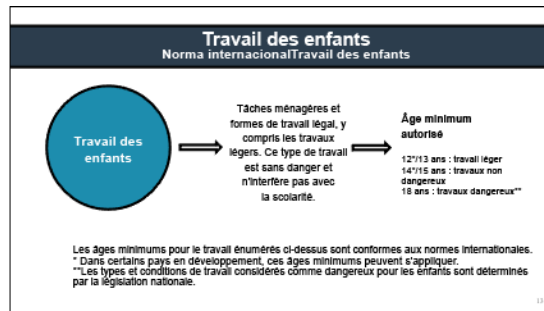 Travail des enfants
Norma internacionalTravail des enfants
Travail des
enfants
Tâches ménagères et
formes de travail légal, y
compris les travaux
légers. Ce type de travail
est sans danger et
n'interfère pas avec
la scolarité.
Âge minimum
autorisé
12*/13 ans : travail léger
14*/15 ans : travaux non
dangereux
18 ans : travaux dangereux**
Les âges minimums pour le travail énumérés ci-dessus sont conformes aux normes internationales.
* Dans certains pays en développement, ces âges minimums peuvent s'appliquer.
**Les types et conditions de travail considérés comme dangereux pour les enfants sont déterminés
par la législation nationale.